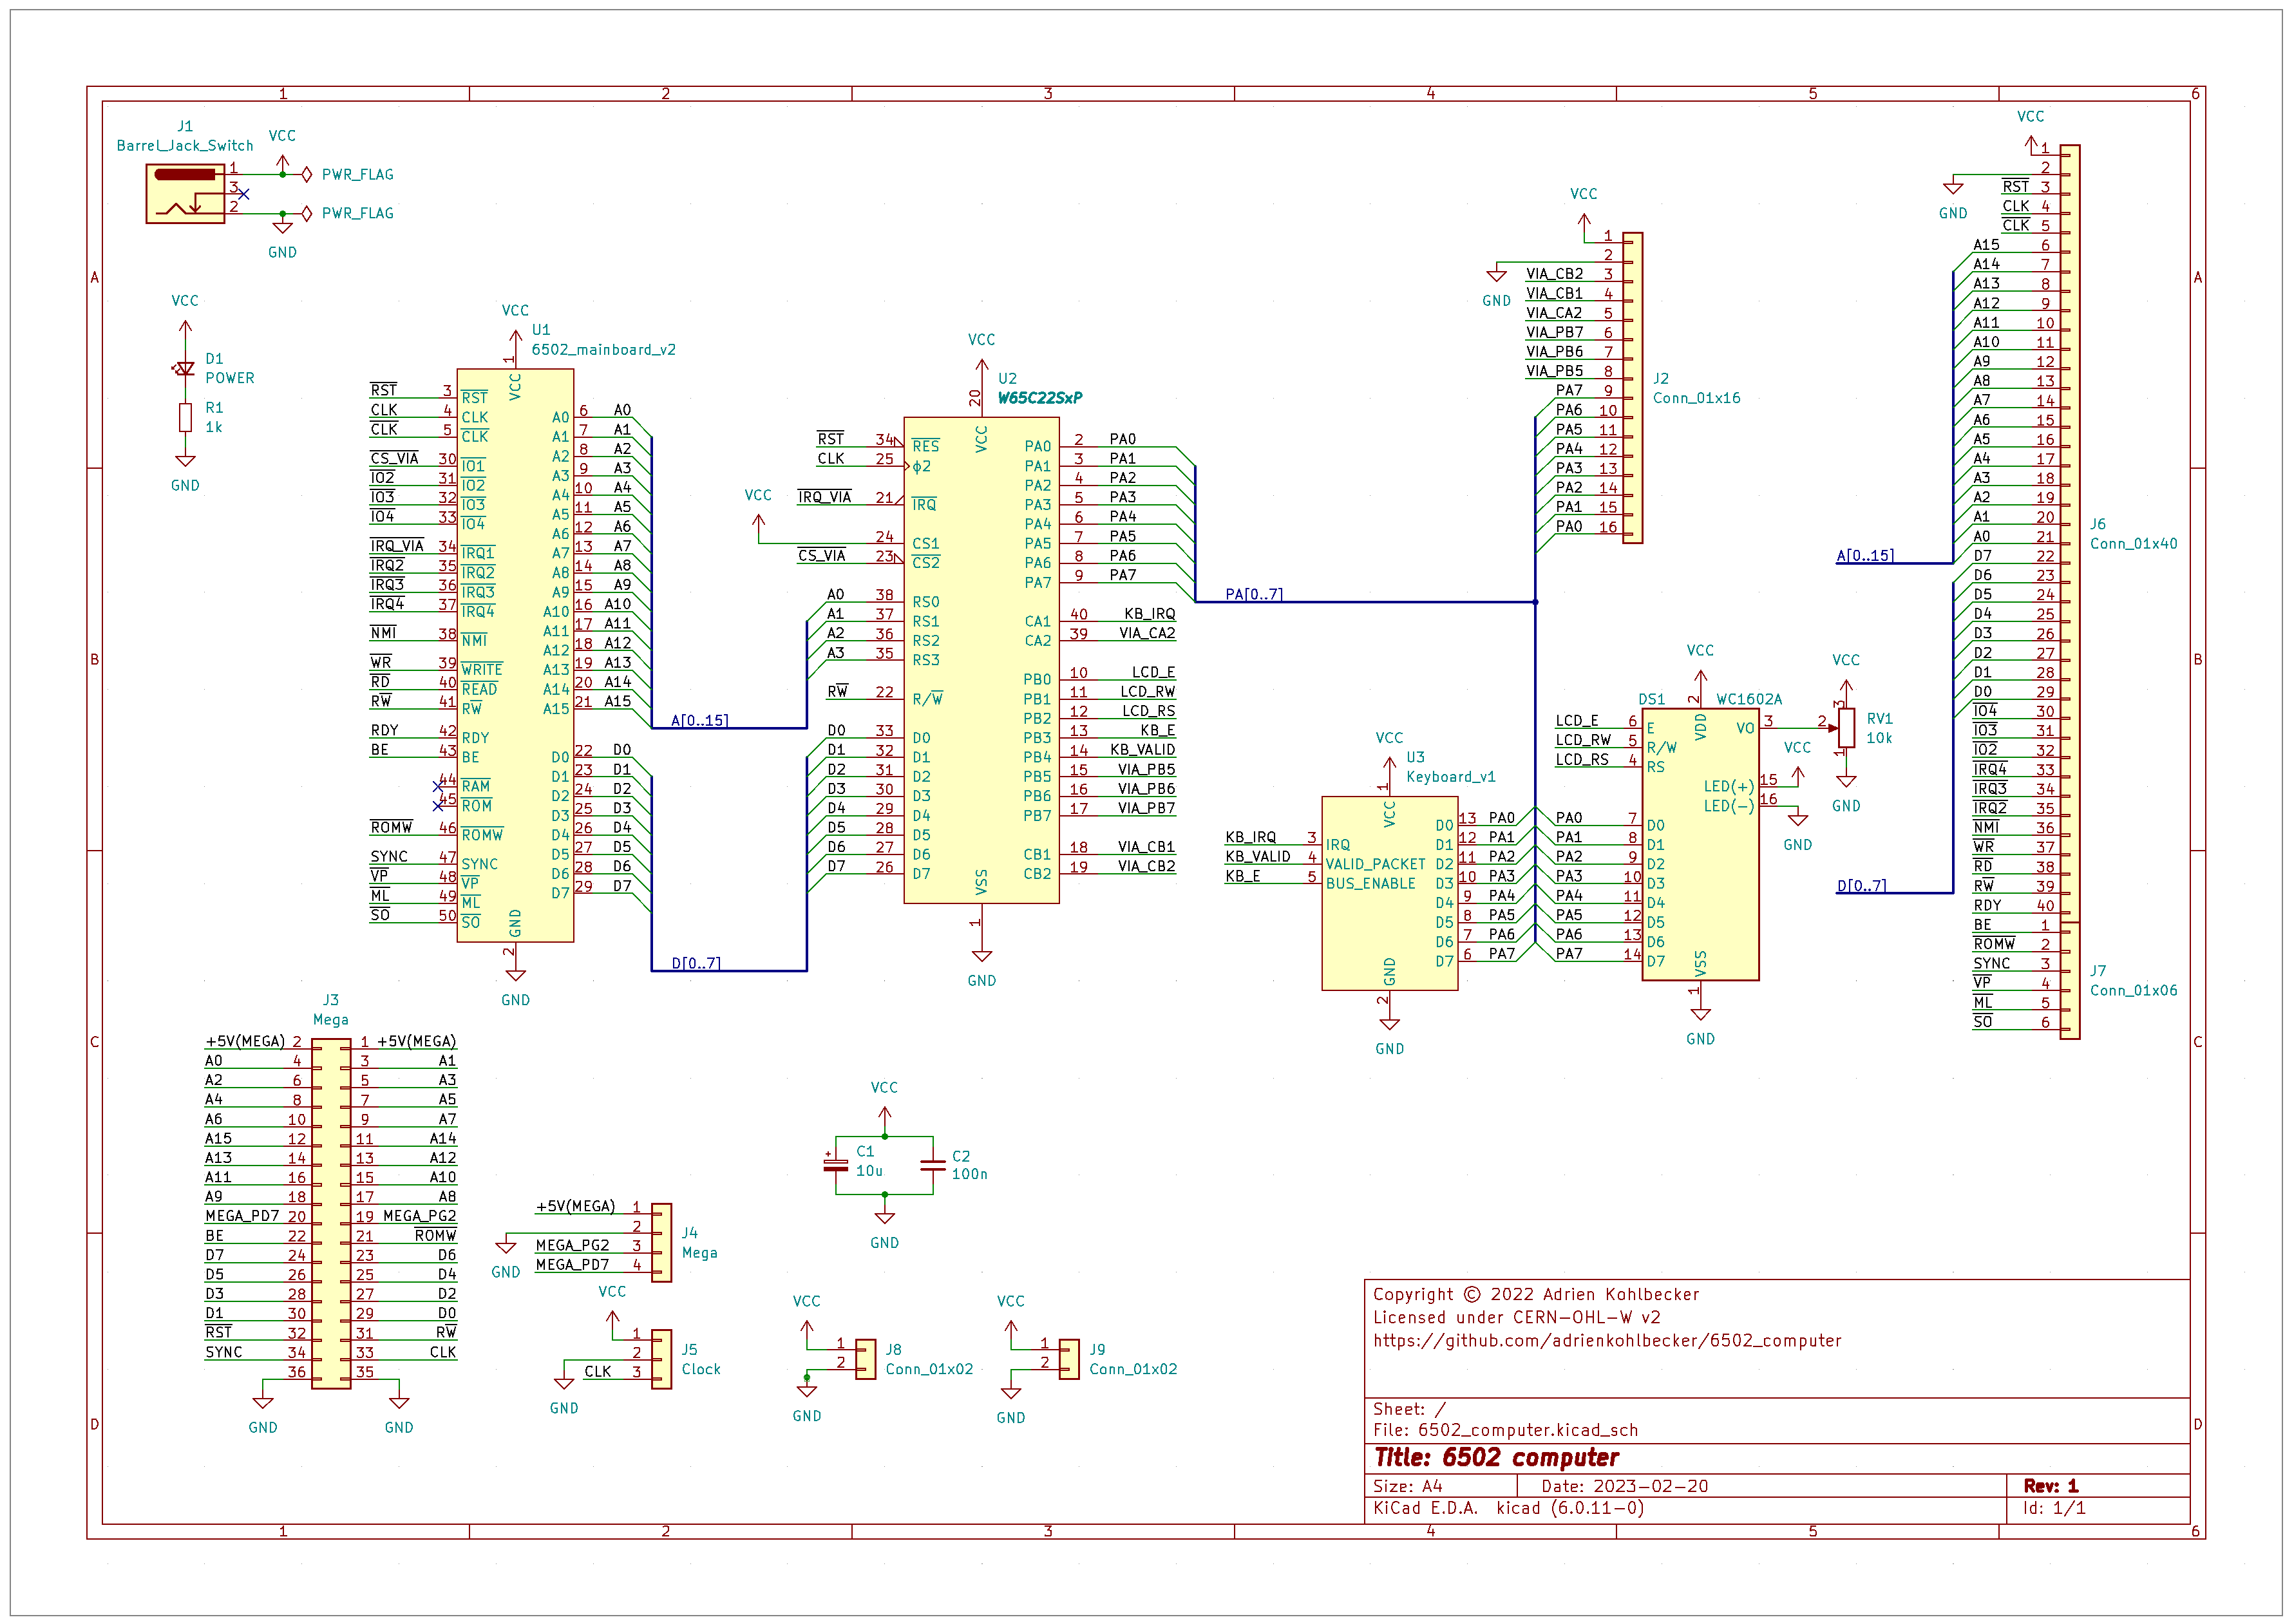 1 2 3 4 5 6
A
B
C
D
A
B
C
D
J1
Barrel_Jack_Switch
VCC
1 PWR_FLAG
3
2 PWR_FLAG
GND
VCC
D1
POWER
R1
1k
GND
VCC
U1
6502_mainboard_v2
1
VCC
RST 3 RST
CLK 4 CLK
CLK 5 CLK
CS_VIA 30 IO1
IO2 31 IO2
IO3 32 IO3
IO4 33 IO4
IRQ_VIA 34 IRQ1
IRQ2 35 IRQ2
IRQ3 36 IRQ3
IRQ4 37 IRQ4
NMI 38 NMI
WR 39 WRITE
RD 40 READ
RW 41 RW
RDY 42 RDY
BE 43 BE
44 RAM
45 ROM
ROMW 46 ROMW
SYNC 47 SYNC
VP 48 VP
ML 49 ML
SO 50 SO
A0 6 A0
A1 7 A1
A2 8 A2
A3 9 A3
A4 10 A4
A5 11 A5
A6 12 A6
A7 13 A7
A8 14 A8
A9 15 A9
A10 16 A10
A11 17 A11
A12 18 A12
A13 19 A13
A14 20 A14
A15 21 A15
D0 22 D0
D1 23 D1
D2 24 D2
D3 25 D3
D4 26 D4
D5 27 D5
D6 28 D6
D7 29 D7
GND
2
GND
A[0..15]
D[0..7]
VCC
U2
W65C22SxP
20
VCC
RST 34 RES
CLK 25 ϕ2
IRQ_VIA 21 IRQ
VCC
24 CS1
CS_VIA 23 CS2
A0 38 RS0
A1 37 RS1
A2 36 RS2
A3 35 RS3
RW 22 R/W
D0 33 D0
D1 32 D1
D2 31 D2
D3 30 D3
D4 29 D4
D5 28 D5
D6 27 D6
D7 26 D7
PA0 2 PA0
PA1 3 PA1
PA2 4 PA2
PA3 5 PA3
PA4 6 PA4
PA5 7 PA5
PA6 8 PA6
PA7 9 PA7
CA1 40 KB_IRQ
CA2 39 VIA_CA2
PB0 10 LCD_E
PB1 11 LCD_RW
PB2 12 LCD_RS
PB3 13 KB_E
PB4 14 KB_VALID
PB5 15 VIA_PB5
PB6 16 VIA_PB6
PB7 17 VIA_PB7
CB1 18 VIA_CB1
CB2 19 VIA_CB2
VSS
1
GND
PA[0..7]
VCC
1
2
GND
VIA_CB2 3
VIA_CB1 4
VIA_CA2 5
VIA_PB7 6
VIA_PB6 7
VIA_PB5 8
PA7 9
PA6 10
PA5 11
PA4 12
PA3 13
PA2 14
PA1 15
PA0 16
J2
Conn_01x16
VCC
U3
Keyboard_v1
1
VCC
KB_IRQ 3 IRQ
KB_VALID 4 VALID_PACKET
KB_E 5 BUS_ENABLE
D0 13 PA0
D1 12 PA1
D2 11 PA2
D3 10 PA3
D4 9 PA4
D5 8 PA5
D6 7 PA6
D7 6 PA7
GND
2
GND
VCC
DS1 WC1602A
2
VDD
LCD_E 6 E
LCD_RW 5 R/W
LCD_RS 4 RS
PA0 7 D0
PA1 8 D1
PA2 9 D2
PA3 10 D3
PA4 11 D4
PA5 12 D5
PA6 13 D6
PA7 14 D7
VO 3
LED(+) 15
LED(-) 16
VCC
GND
VSS
1
GND
VCC
3
2
1
RV1
10k
GND
VCC
1
2
GND
RST 3
CLK 4
CLK 5
A15 6
A14 7
A13 8
A12 9
A11 10
A10 11
A9 12
A8 13
A7 14
A6 15
A5 16
A4 17
A3 18
A2 19
A1 20
A0 21
D7 22
D6 23
D5 24
D4 25
D3 26
D2 27
D1 28
D0 29
IO4 30
IO3 31
IO2 32
IRQ4 33
IRQ3 34
IRQ2 35
NMI 36
WR 37
RD 38
RW 39
RDY 40
J6
Conn_01x40
A[0..15]
D[0..7]
BE 1
ROMW 2
SYNC 3
VP 4
ML 5
SO 6
J7
Conn_01x06
J3
Mega
+5V(MEGA) 2 1 +5V(MEGA)
A0 4 3 A1
A2 6 5 A3
A4 8 7 A5
A6 10 9 A7
A15 12 11 A14
A13 14 13 A12
A11 16 15 A10
A9 18 17 A8
MEGA_PD7 20 19 MEGA_PG2
BE 22 21 ROMW
D7 24 23 D6
D5 26 25 D4
D3 28 27 D2
D1 30 29 D0
RST 32 31 RW
SYNC 34 33 CLK
36 35
GND GND
+5V(MEGA) 1
2
GND
MEGA_PG2 3
MEGA_PD7 4
J4
Mega
VCC
1
2
CLK 3
GND
J5
Clock
VCC
C1
10u
C2
100n
GND
VCC
1
2
J8
Conn_01x02
GND
VCC
1
2
J9
Conn_01x02
GND
Copyright © 2022 Adrien Kohlbecker
Licensed under CERN-OHL-W v2
https://github.com/adrienkohlbecker/6502_computer
Sheet: /
File: 6502_computer.kicad_sch
Title: 6502 computer
Size: A4 Date: 2023-02-20 Rev: 1
KiCad E.D.A. kicad (6.0.11-0) Id: 1/1
1 2 3 4 5 6